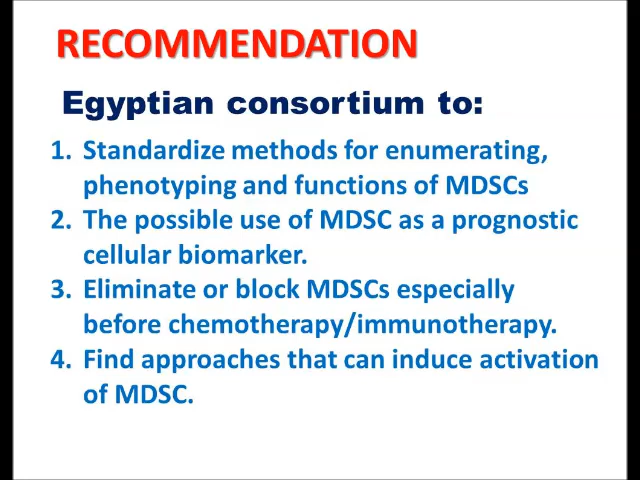 RECOMMENDATION
Egyptian consortium to:
1. Standardize methods for enumerating,
phenotyping and functions of MDSCs
2. The possible use of MDSC as a prognostic
cellular biomarker.
3. Eliminate or block MDSCs especially
before chemotherapy/immunotherapy.
4. Find approaches that can induce activation
of MDSC.